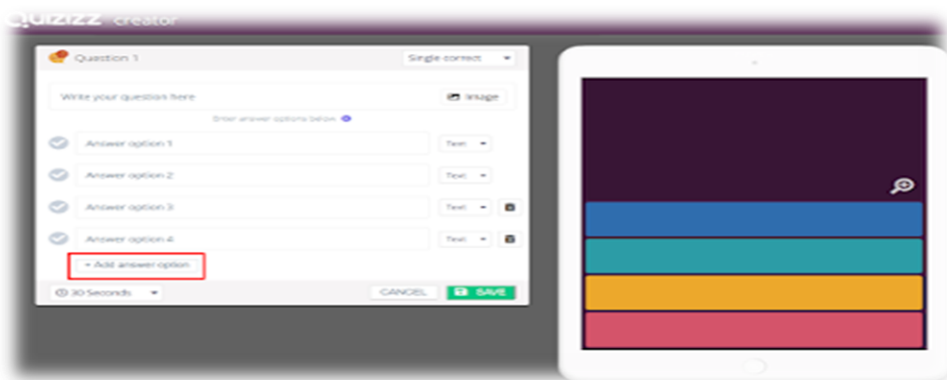 Quizizz creator
Question 1 Single correct
Write your question here Image
Enter answer options below
Answer option 1 Text
Answer option 2 Text
Answer option 3 Text
Answer option 4 Text
+ Add answer option
30 Seconds CANCEL SAVE